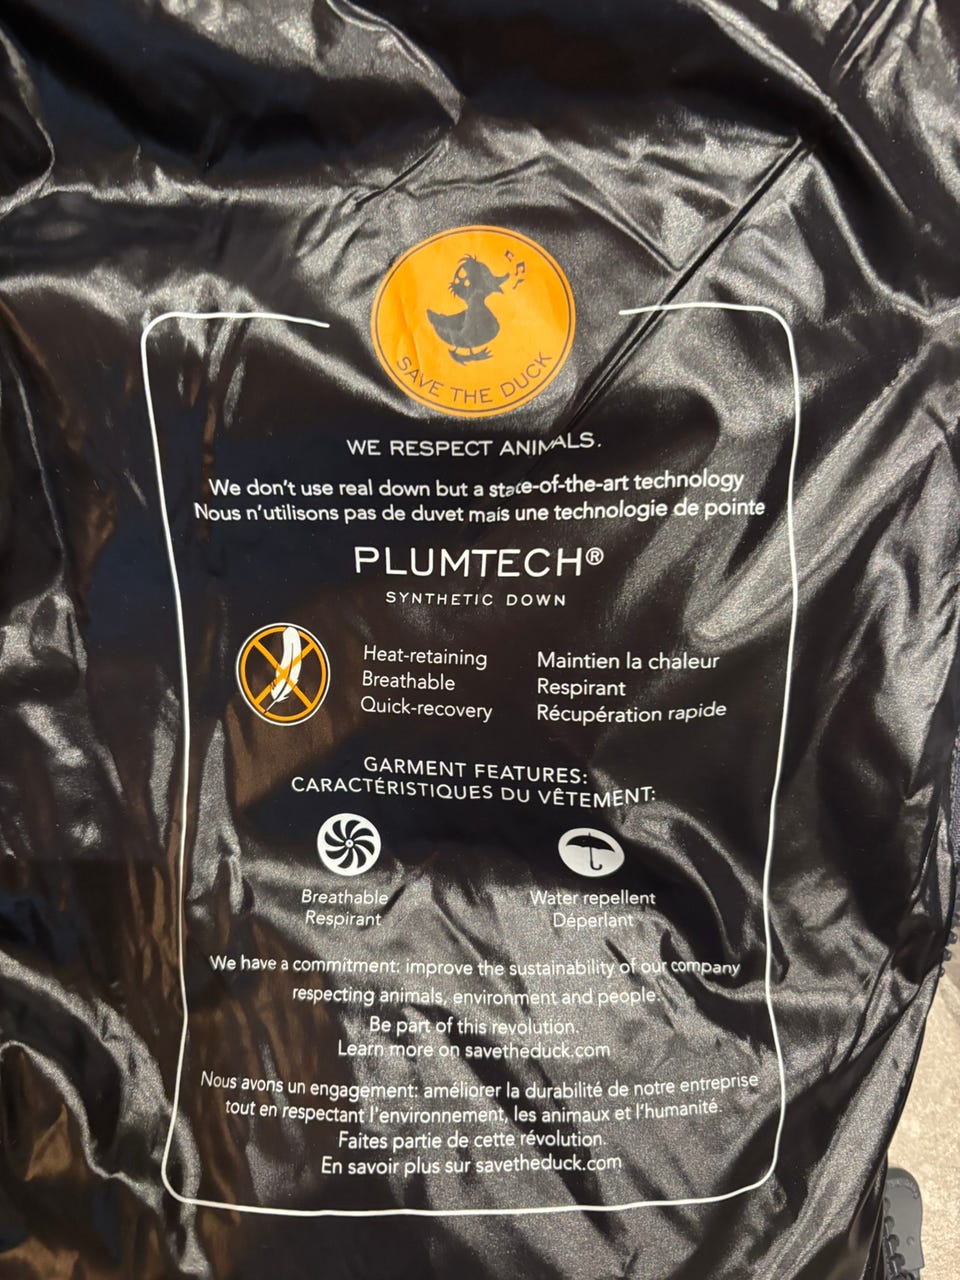 SAVE THE DUCK
WE RESPECT ANIMALS.
We don't use real down but a state-of-the-art technology
Nous n'utilisons pas de duvet mais une technologie de pointe
PLUMTECH®
SYNTHETIC DOWN
Heat-retaining
Breathable
Quick-recovery
Maintien la chaleur
Respirant
Récupération rapide
GARMENT FEATURES:
CARACTÉRISTIQUES DU VÊTEMENT:
Breathable
Respirant
Water repellent
Déperlant
We have a commitment: improve the sustainability of our company
respecting animals, environment and people.
Be part of this revolution.
Learn more on savetheduck.com
Nous avons un engagement: améliorer la durabilité de notre entreprise
tout en respectant l'environnement, les animaux et l'humanité.
Faites partie de cette révolution.
En savoir plus sur savetheduck.com